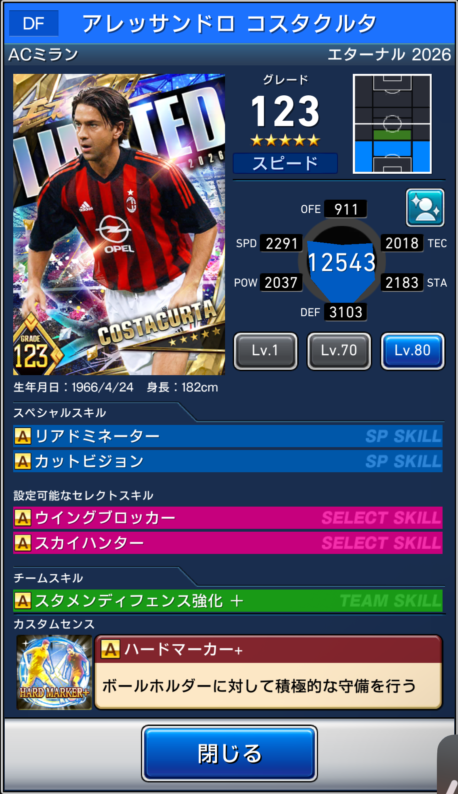 DF アレッサンドロ コスタクルタ
ACミラン エターナル 2026
LIMITED
2026
OPEL
COSTACURTA
GRADE
123
グレード
123
スピード
OFE 911
SPD 2291
2018 TEC
12543
POW 2037
2183 STA
DEF 3103
Lv.1 Lv.70 Lv.80
生年月日：1966/4/24 身長：182cm
スペシャルスキル
A リアドミネーター SP SKILL
A カットビジョン SP SKILL
設定可能なセレクトスキル
A ウイングブロッカー SELECT SKILL
A スカイハンター SELECT SKILL
チームスキル
A スタメンディフェンス強化 ＋ TEAM SKILL
カスタムセンス
HARD MARKER+
A ハードマーカー+
ボールホルダーに対して積極的な守備を行う
閉じる